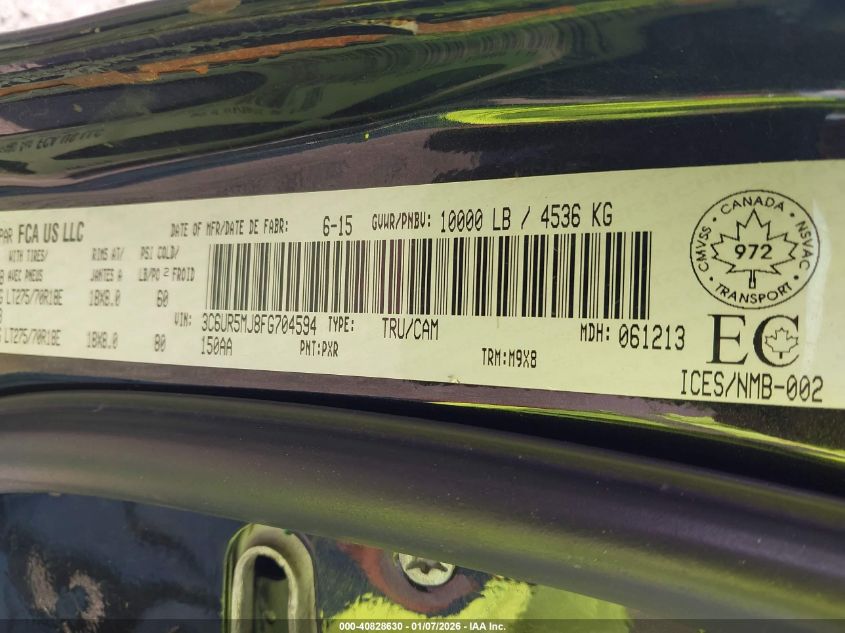 PAR FCA US LLC
DATE OF MFR/DATE DE FABR: 6-15 GVWR/PNBV: 10000 LB / 4536 KG
WITH TIRES/ RIMS AT/ PSI COLD/
AVEC PNEUS JANTES A LB/PO 2 FROID
LT275/70R18E 18X8.0 60
LT275/70R18E 18X8.0 80
VIN: 3C6UR5MJ8FG704594 TYPE: TRU/CAM MDH: 061213
150AA PNT: PXR TRM: M9X8
CANADA
CMVSS 972 NSVAC
TRANSPORT
EC
ICES/NMB-002
000-40828630 - 01/07/2026 - IAA Inc.